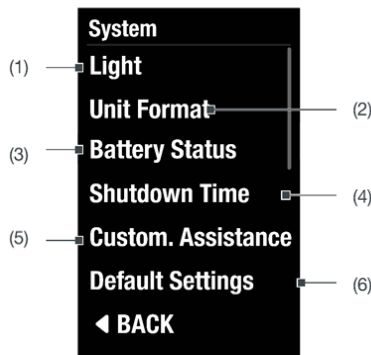 System
(1) Light
Unit Format (2)
(3) Battery Status
Shutdown Time (4)
(5) Custom. Assistance
Default Settings (6)
◀ BACK